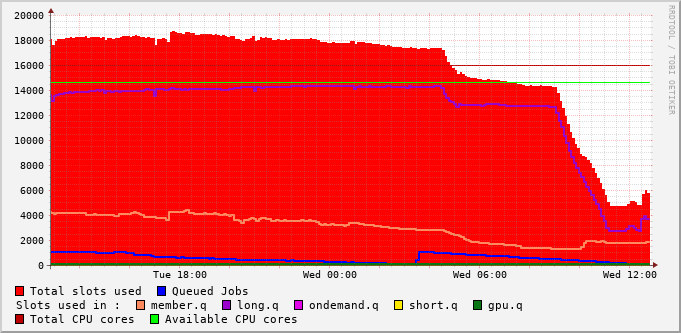 RRDTOOL / TOBI OETIKER
20000
18000
16000
14000
12000
10000
8000
6000
4000
2000
0
Tue 18:00 Wed 00:00 Wed 06:00 Wed 12:00
Total slots used Queued Jobs
Slots used in : member.q long.q ondemand.q short.q gpu.q
Total CPU cores Available CPU cores